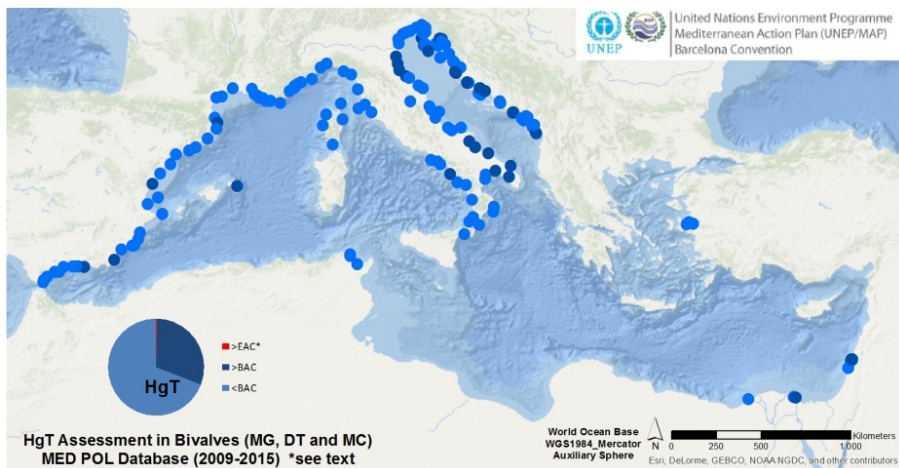 United Nations Environment Programme
Mediterranean Action Plan (UNEP/MAP)
Barcelona Convention
UNEP
MAP
>EAC*
>BAC
<BAC
HgT
HgT Assessment in Bivalves (MG, DT and MC)
MED POL Database (2009-2015) *see text
World Ocean Base
WGS1984_Mercator
Auxiliary Sphere
N
Kilometers
0 250 500 1,000
Esri, DeLorme, GEBCO, NOAA NGDC, and other contributors